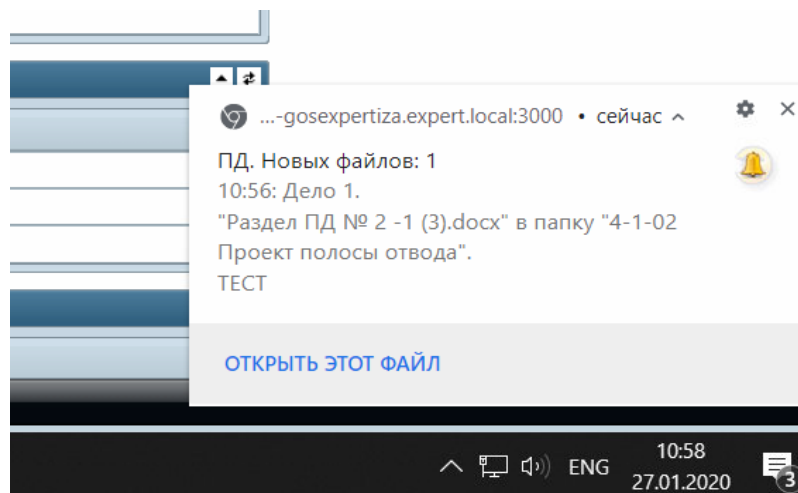 ...-gosexpertiza.expert.local:3000 • сейчас
ПД. Новых файлов: 1
10:56: Дело 1.
"Раздел ПД № 2 -1 (3).docx" в папку "4-1-02
Проект полосы отвода".
ТЕСТ
ОТКРЫТЬ ЭТОТ ФАЙЛ
ENG
10:58
27.01.2020
3